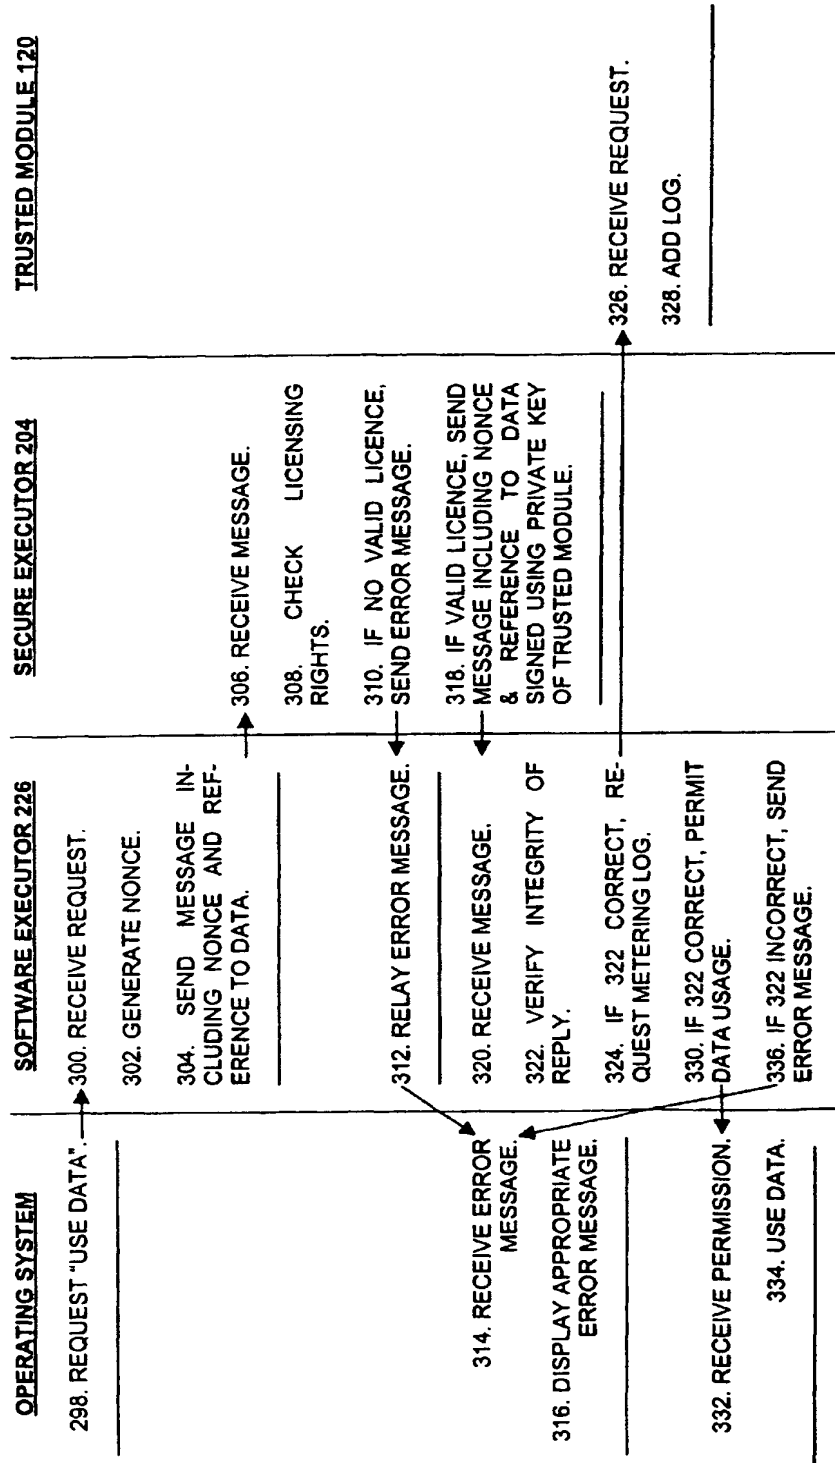 OPERATING SYSTEM
298. REQUEST "USE DATA".
314. RECEIVE ERROR
MESSAGE.
316. DISPLAY APPROPRIATE
ERROR MESSAGE.
332. RECEIVE PERMISSION.
334. USE DATA.
SOFTWARE EXECUTOR 226
300. RECEIVE REQUEST.
302. GENERATE NONCE.
304. SEND MESSAGE IN-
CLUDING NONCE AND REF-
ERENCE TO DATA.
312. RELAY ERROR MESSAGE.
320. RECEIVE MESSAGE.
322. VERIFY INTEGRITY OF
REPLY.
324. IF 322 CORRECT, RE-
QUEST METERING LOG.
330. IF 322 CORRECT, PERMIT
DATA USAGE.
336. IF 322 INCORRECT, SEND
ERROR MESSAGE.
SECURE EXECUTOR 204
306. RECEIVE MESSAGE.
308. CHECK LICENSING
RIGHTS.
310. IF NO VALID LICENCE,
SEND ERROR MESSAGE.
318. IF VALID LICENCE, SEND
MESSAGE INCLUDING NONCE
& REFERENCE TO DATA
SIGNED USING PRIVATE KEY
OF TRUSTED MODULE.
TRUSTED MODULE 120
326. RECEIVE REQUEST.
328. ADD LOG.